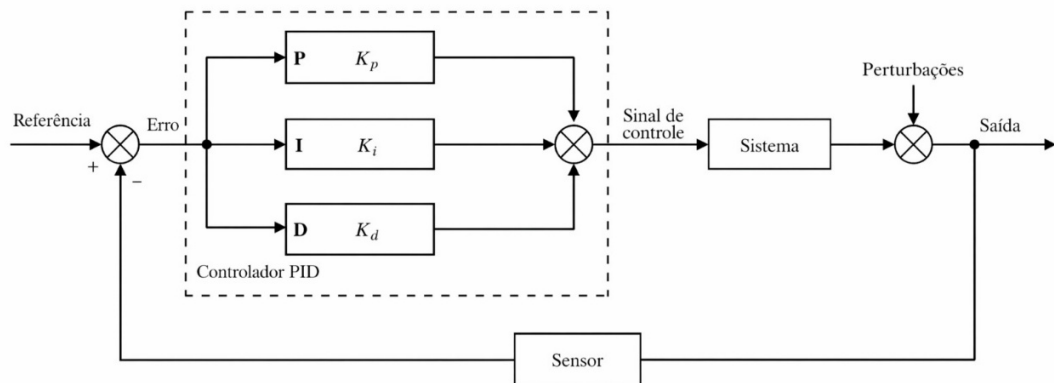 Perturbações
Referência
Erro
P K_p
I K_i
D K_d
Sinal de
controle
Sistema
Saída
+
−
Controlador PID
Sensor